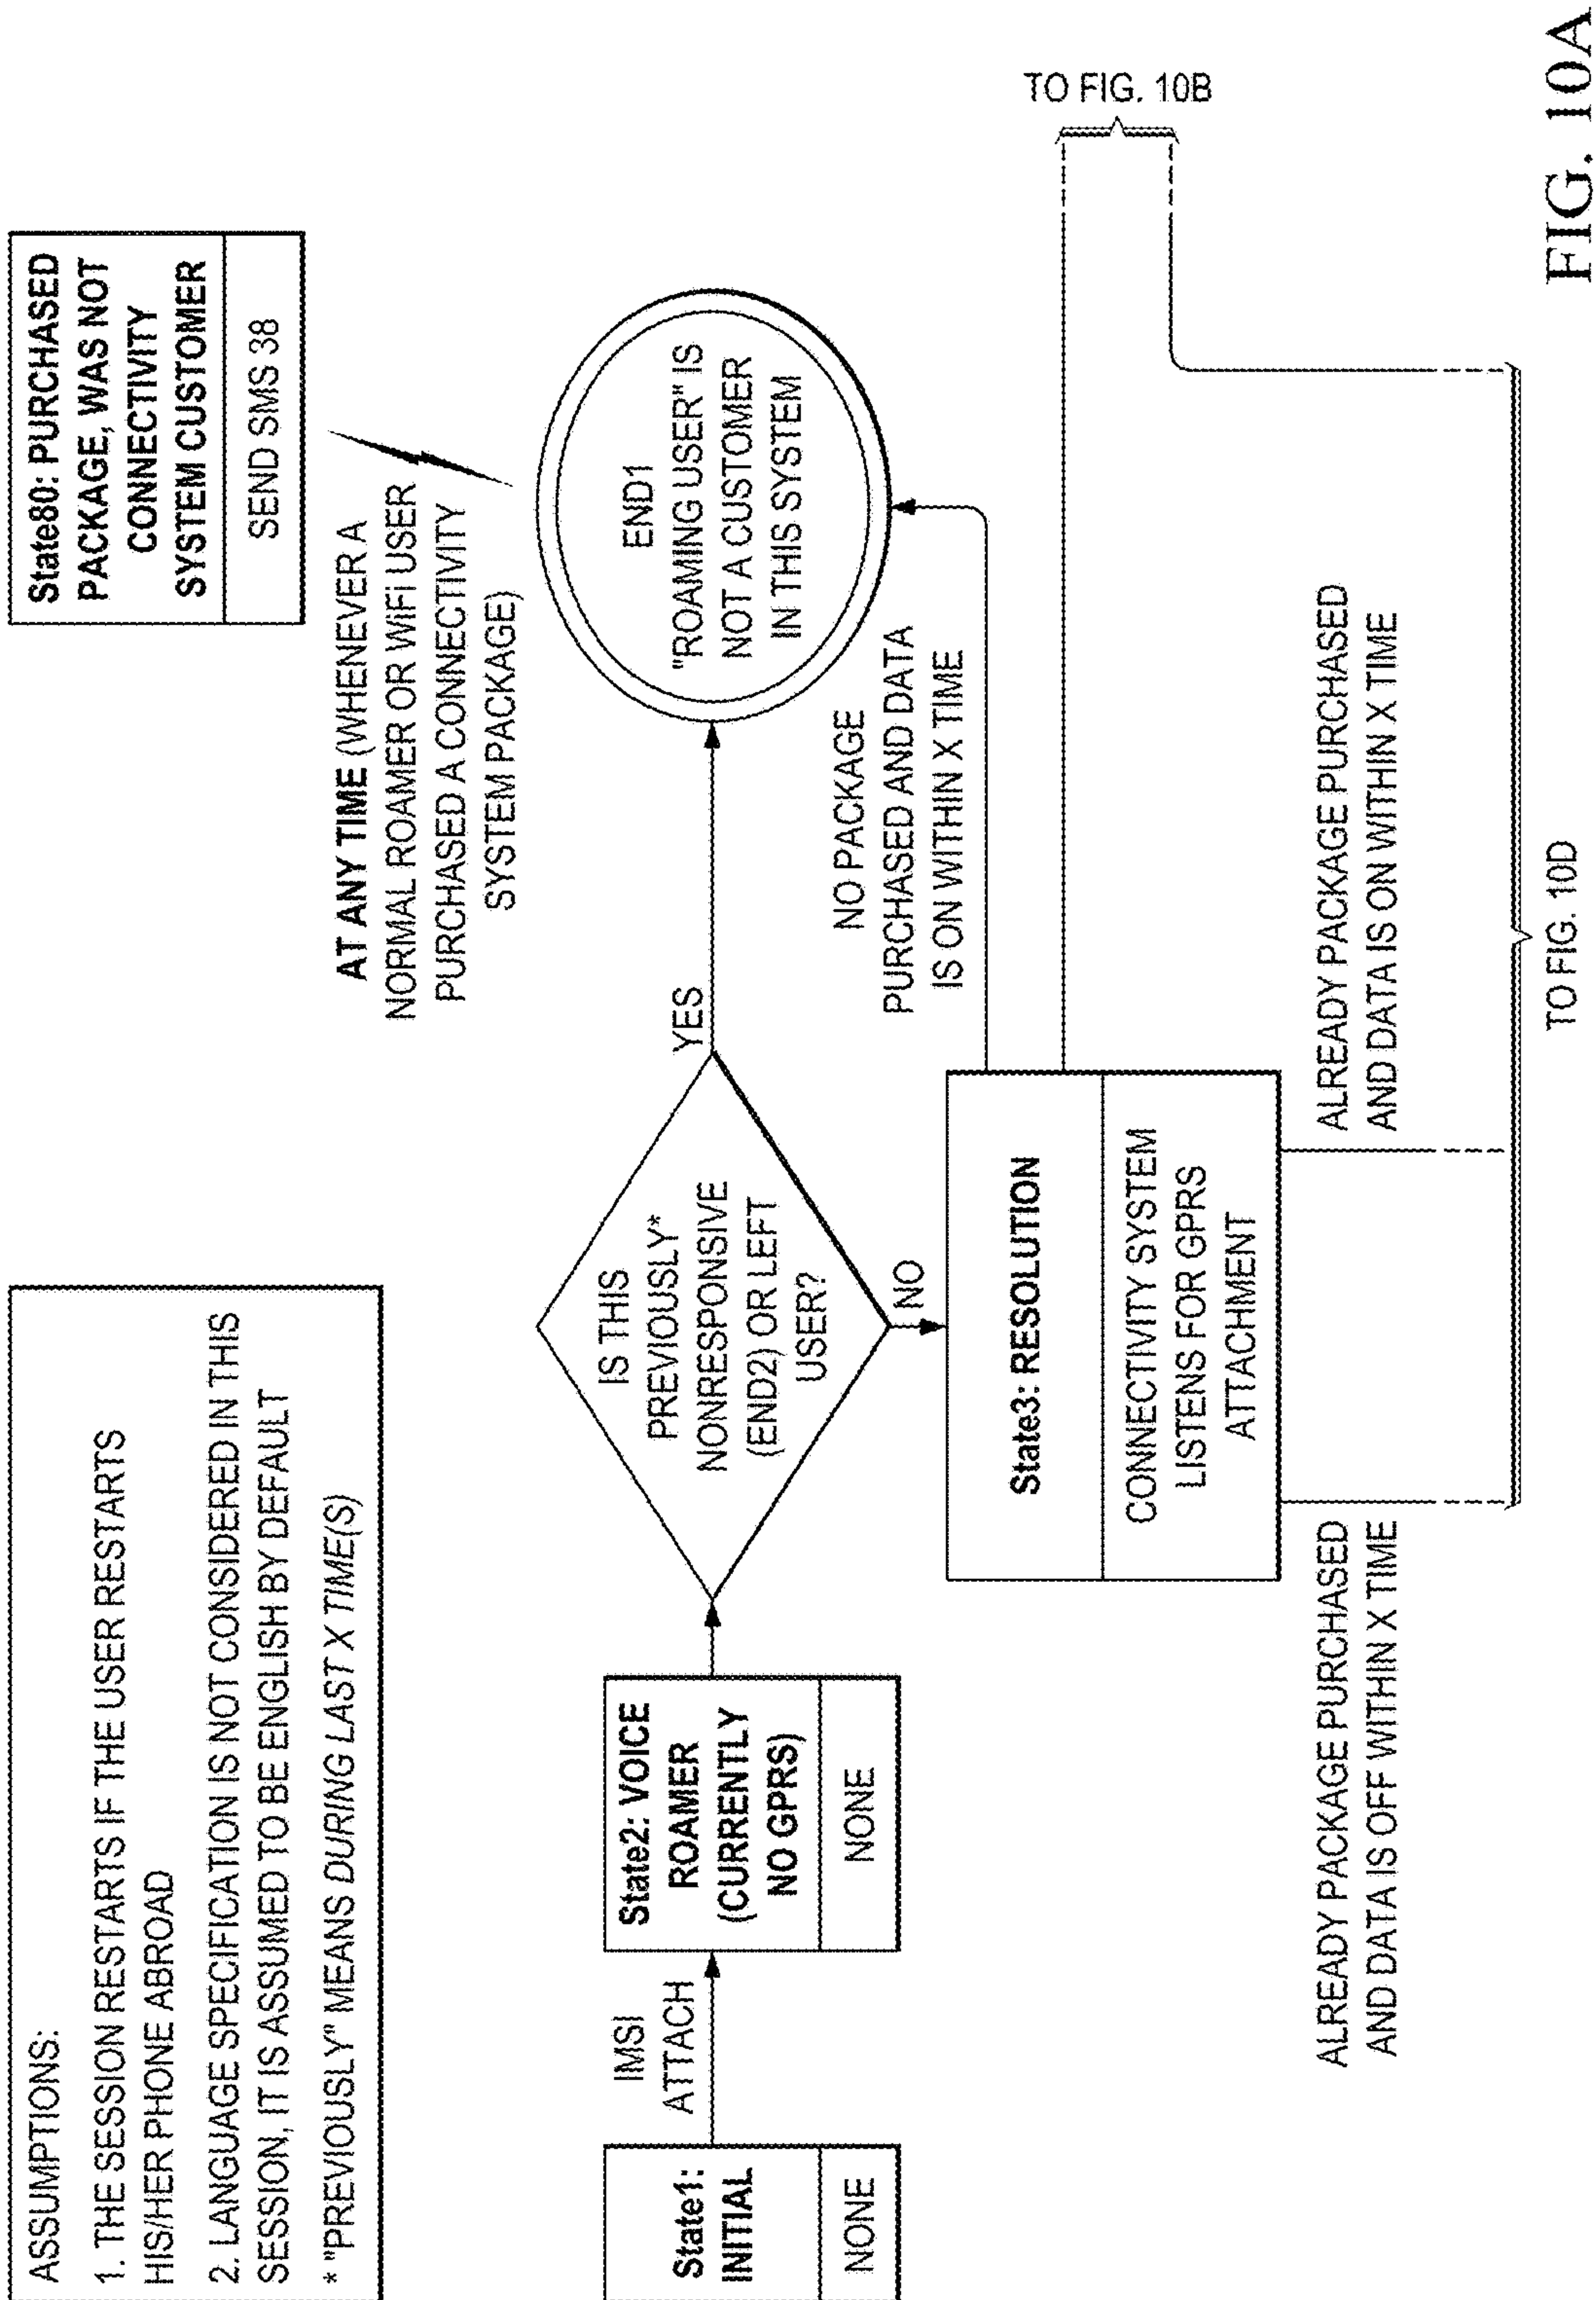 ASSUMPTIONS:
1. THE SESSION RESTARTS IF THE USER RESTARTS
HIS/HER PHONE ABROAD
2. LANGUAGE SPECIFICATION IS NOT CONSIDERED IN THIS
SESSION, IT IS ASSUMED TO BE ENGLISH BY DEFAULT
* "PREVIOUSLY" MEANS DURING LAST X TIME(S)
State80: PURCHASED
PACKAGE, WAS NOT
CONNECTIVITY
SYSTEM CUSTOMER
SEND SMS 38
AT ANY TIME (WHENEVER A
NORMAL ROAMER OR WiFi USER
PURCHASED A CONNECTIVITY
SYSTEM PACKAGE)
State1:
INITIAL
NONE
IMSI
ATTACH
State2: VOICE
ROAMER
(CURRENTLY
NO GPRS)
NONE
IS THIS
PREVIOUSLY*
NONRESPONSIVE
(END2) OR LEFT
USER?
YES
NO
END1
"ROAMING USER" IS
NOT A CUSTOMER
IN THIS SYSTEM
NO PACKAGE
PURCHASED AND DATA
IS ON WITHIN X TIME
State3: RESOLUTION
CONNECTIVITY SYSTEM
LISTENS FOR GPRS
ATTACHMENT
TO FIG. 10B
ALREADY PACKAGE PURCHASED
AND DATA IS OFF WITHIN X TIME
ALREADY PACKAGE PURCHASED
AND DATA IS ON WITHIN X TIME
TO FIG. 10D
FIG. 10A